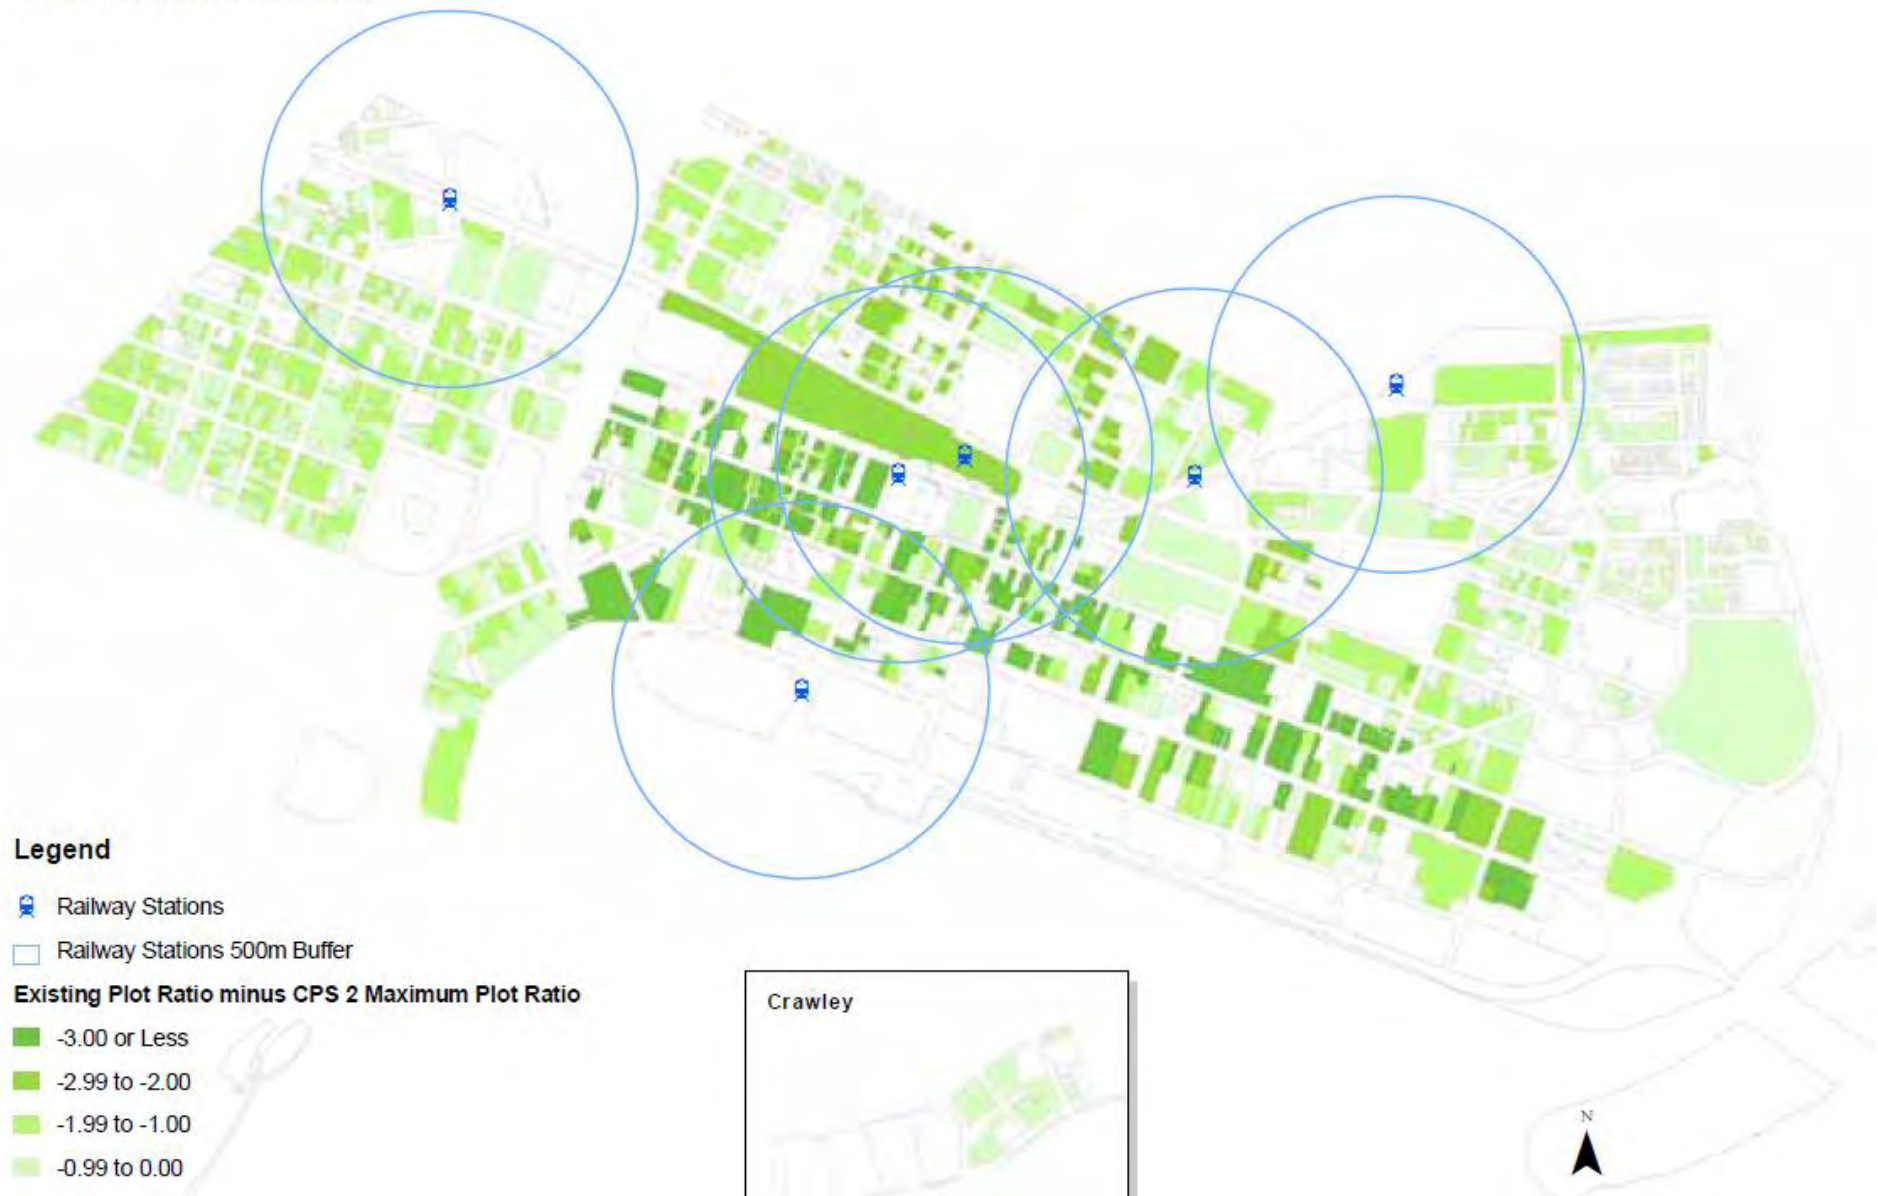 Legend
Railway Stations
Railway Stations 500m Buffer
Existing Plot Ratio minus CPS 2 Maximum Plot Ratio
-3.00 or Less
-2.99 to -2.00
-1.99 to -1.00
-0.99 to 0.00
Crawley
N